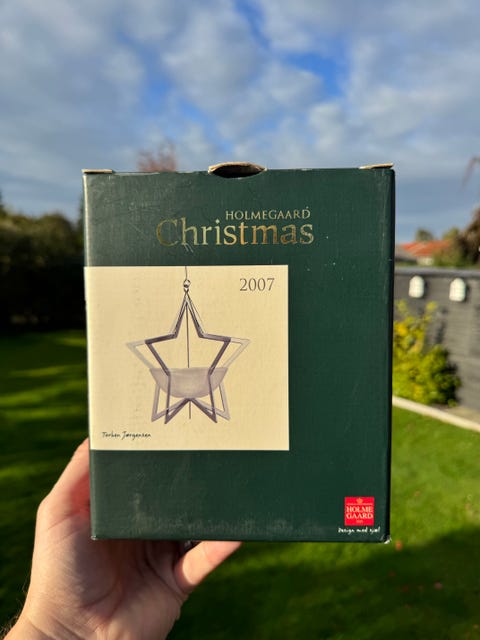 HOLMEGAARD
Christmas
2007
Torben Jørgensen
HOLME
GAARD
Design med sjæl